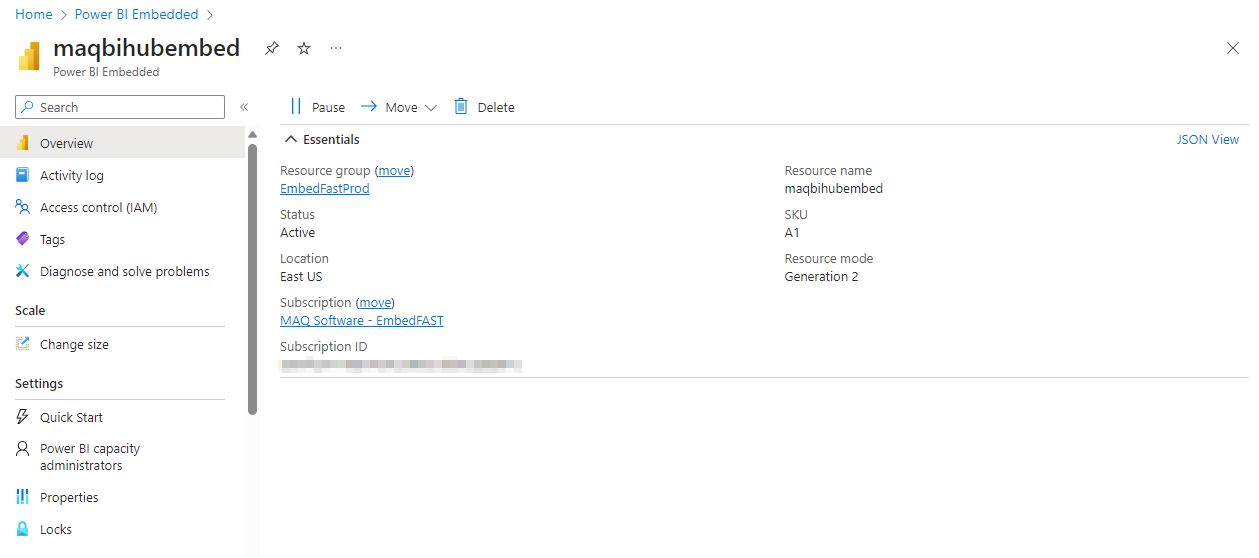 Home > Power BI Embedded >
maqbihubembed
Power BI Embedded
Search
Overview
Activity log
Access control (IAM)
Tags
Diagnose and solve problems
Scale
Change size
Settings
Quick Start
Power BI capacity
administrators
Properties
Locks
Pause Move Delete
Essentials
JSON View
Resource group (move)
EmbedFastProd
Status
Active
Location
East US
Subscription (move)
MAQ Software - EmbedFAST
Subscription ID
Resource name
maqbihubembed
SKU
A1
Resource mode
Generation 2